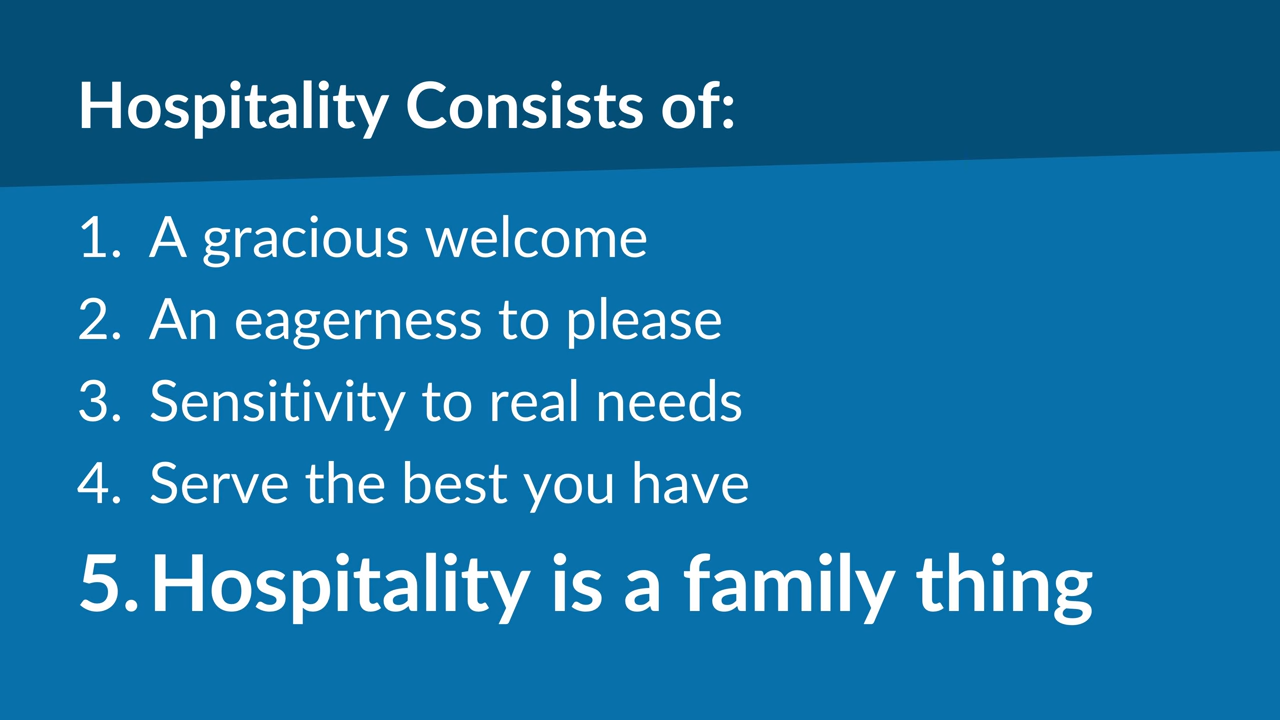 Hospitality Consists of:
1. A gracious welcome
2. An eagerness to please
3. Sensitivity to real needs
4. Serve the best you have
5. Hospitality is a family thing